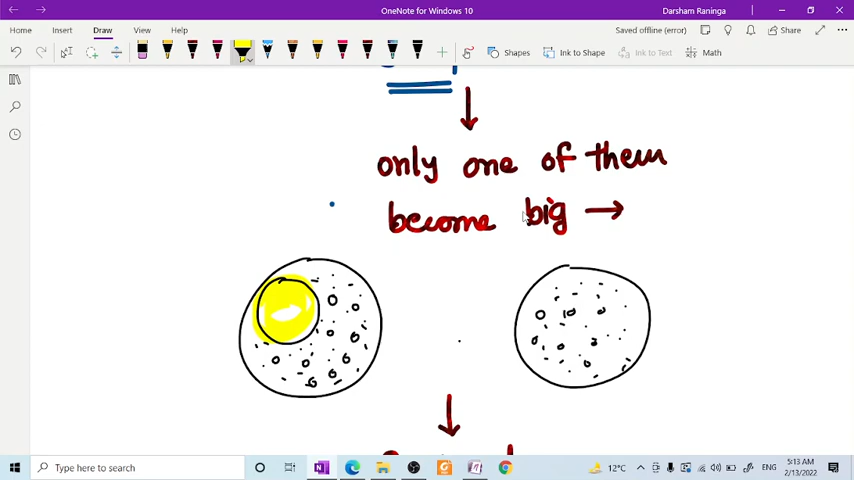 OneNote for Windows 10
Darsham Raninga
Home Insert Draw View Help
Saved offline (error)
Share
Shapes
Ink to Shape
Ink to Text
Math
only one of them
become big →
Type here to search
12°C
ENG
5:13 AM
2/13/2022